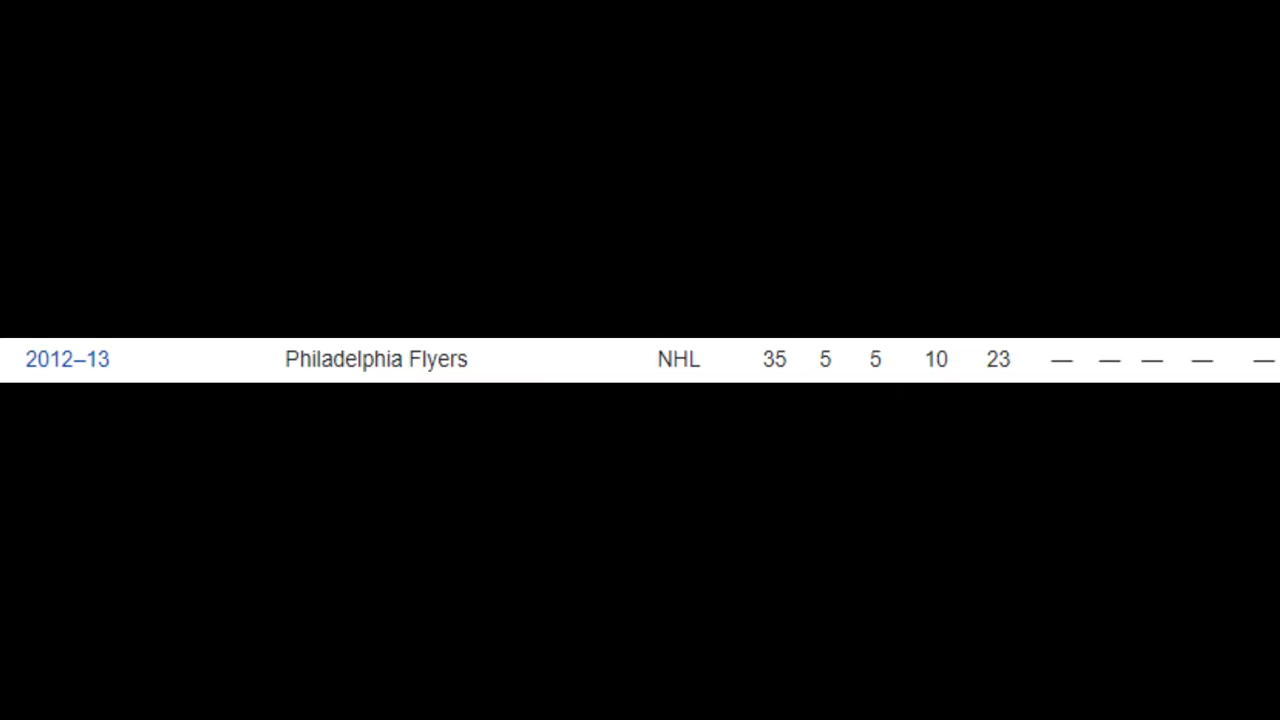 2012–13 Philadelphia Flyers NHL 35 5 5 10 23 — — — — —